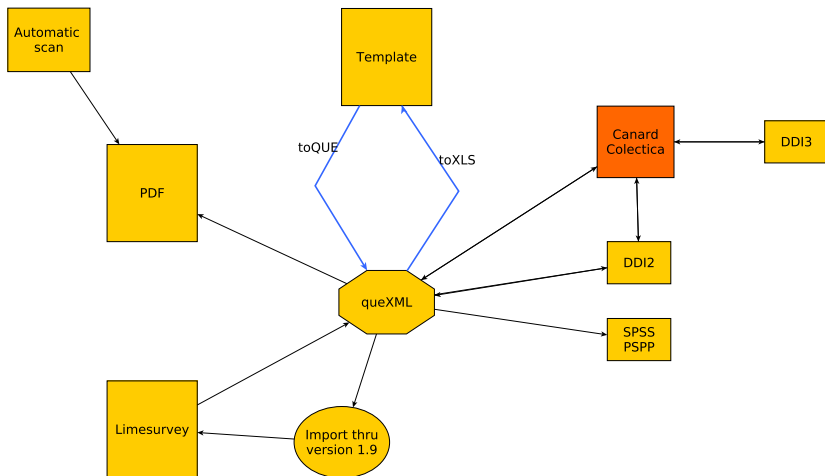 Automatic
scan
Template
Canard
Colectica
DDI3
toQUE
toXLS
PDF
DDI2
queXML
SPSS
PSPP
Limesurvey
Import thru
version 1.9